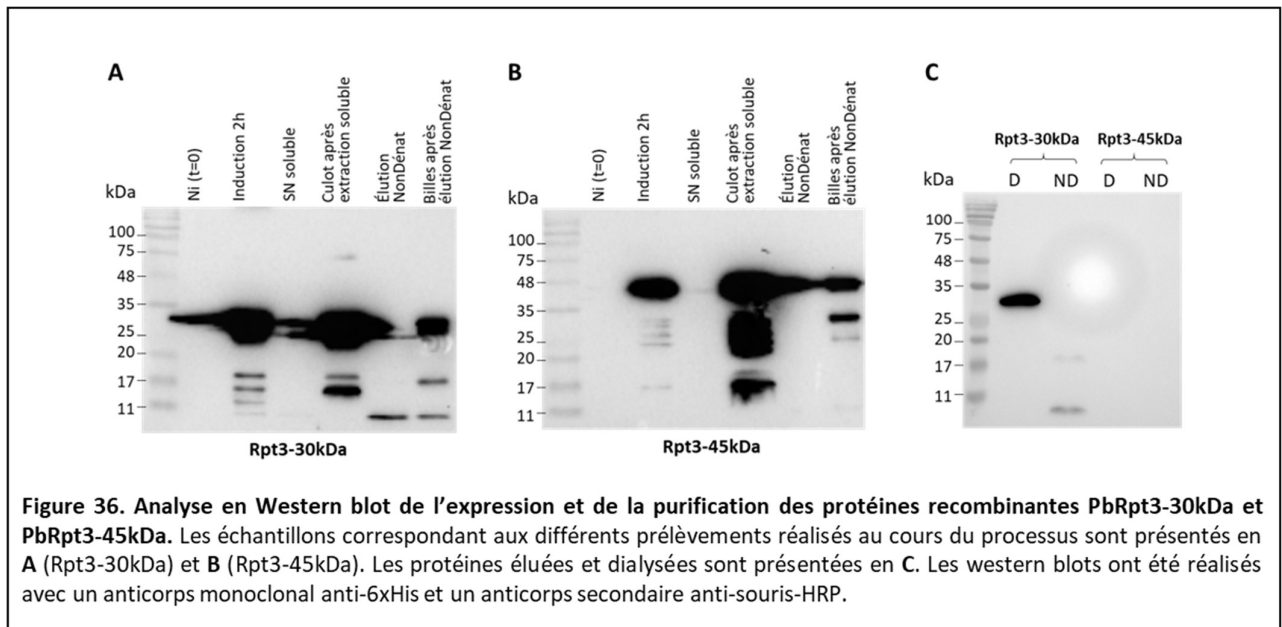 A
B
C
Ni (t=0)
Induction 2h
SN soluble
Culot après
extraction soluble
Élution
NonDénat
Billes après
élution NonDénat
kDa
100
75
48
35
25
20
17
11
Rpt3-30kDa
Ni (t=0)
Induction 2h
SN soluble
Culot après
extraction soluble
Élution
NonDénat
Billes après
élution NonDénat
kDa
100
75
48
35
25
20
17
11
Rpt3-45kDa
Rpt3-30kDa Rpt3-45kDa
kDa D ND D ND
100
75
48
35
25
20
17
11
Figure 36. Analyse en Western blot de l’expression et de la purification des protéines recombinantes PbRpt3-30kDa et
PbRpt3-45kDa. Les échantillons correspondant aux différents prélèvements réalisés au cours du processus sont présentés en
A (Rpt3-30kDa) et B (Rpt3-45kDa). Les protéines éluées et dialysées sont présentées en C. Les western blots ont été réalisés
avec un anticorps monoclonal anti-6xHis et un anticorps secondaire anti-souris-HRP.